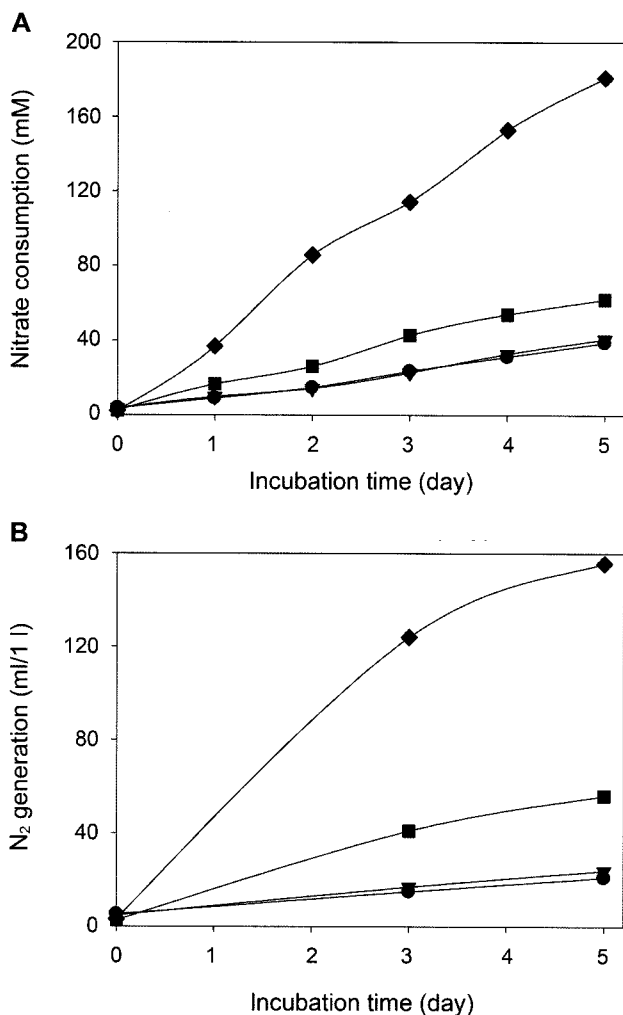 A
Nitrate consumption (mM)
200
160
120
80
40
0
0 1 2 3 4 5
Incubation time (day)
B
N₂ generation (ml/1 l)
160
120
80
40
0
0 1 2 3 4 5
Incubation time (day)